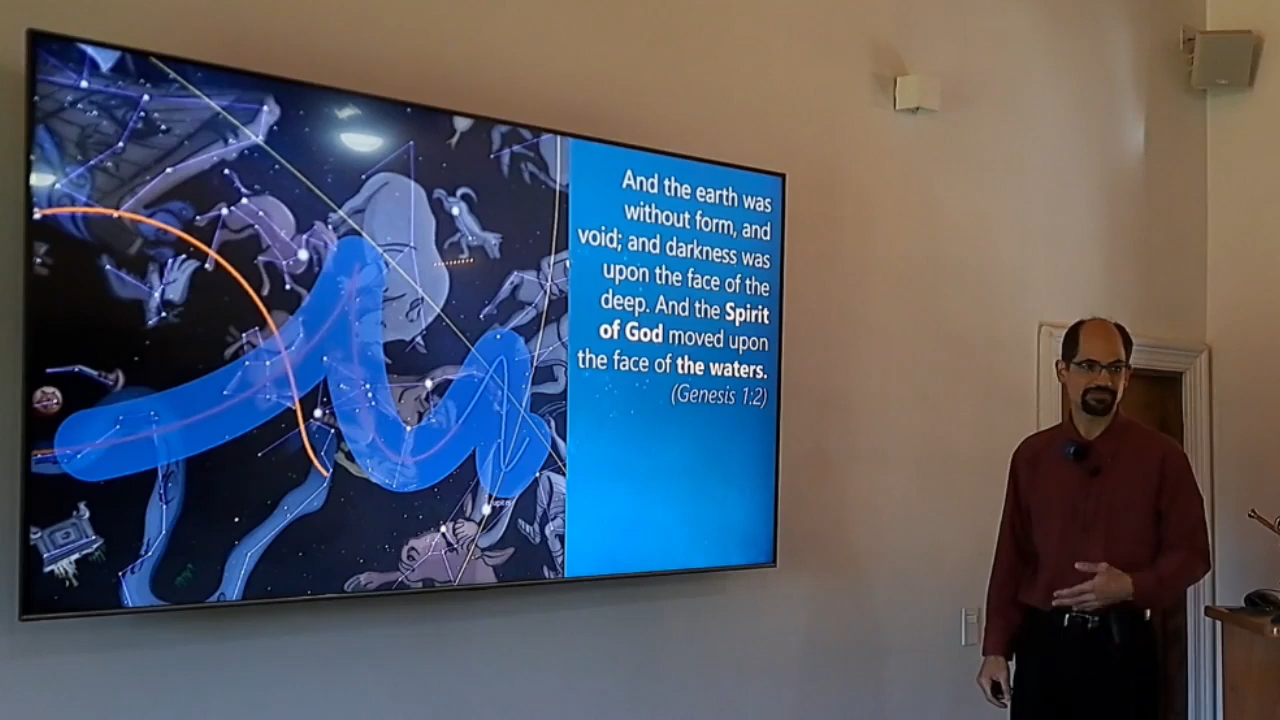 And the earth was
without form, and
void; and darkness was
upon the face of the
deep. And the Spirit
of God moved upon
the face of the waters.
(Genesis 1:2)